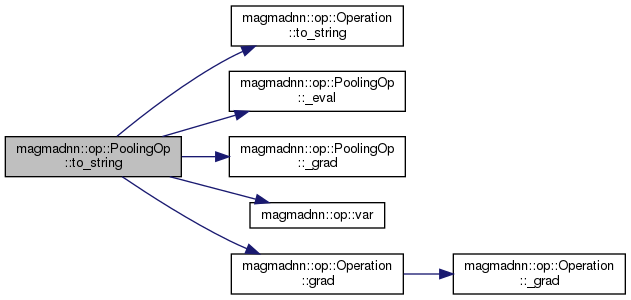 magmadnn::op::PoolingOp
::to_string
magmadnn::op::Operation
::to_string
magmadnn::op::PoolingOp
::_eval
magmadnn::op::PoolingOp
::_grad
magmadnn::op::var
magmadnn::op::Operation
::grad
magmadnn::op::Operation
::_grad